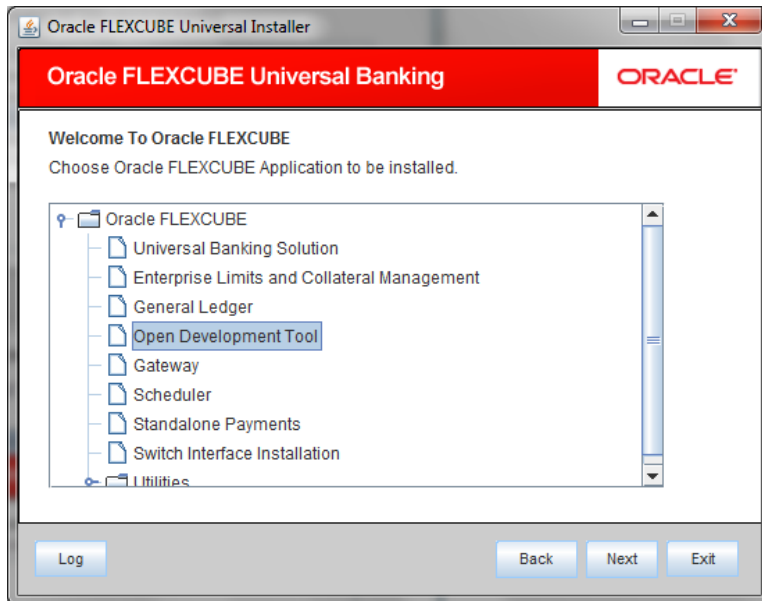 Oracle FLEXCUBE Universal Installer
Oracle FLEXCUBE Universal Banking
ORACLE
Welcome To Oracle FLEXCUBE
Choose Oracle FLEXCUBE Application to be installed.
Oracle FLEXCUBE
Universal Banking Solution
Enterprise Limits and Collateral Management
General Ledger
Open Development Tool
Gateway
Scheduler
Standalone Payments
Switch Interface Installation
Utilities
Log Back Next Exit